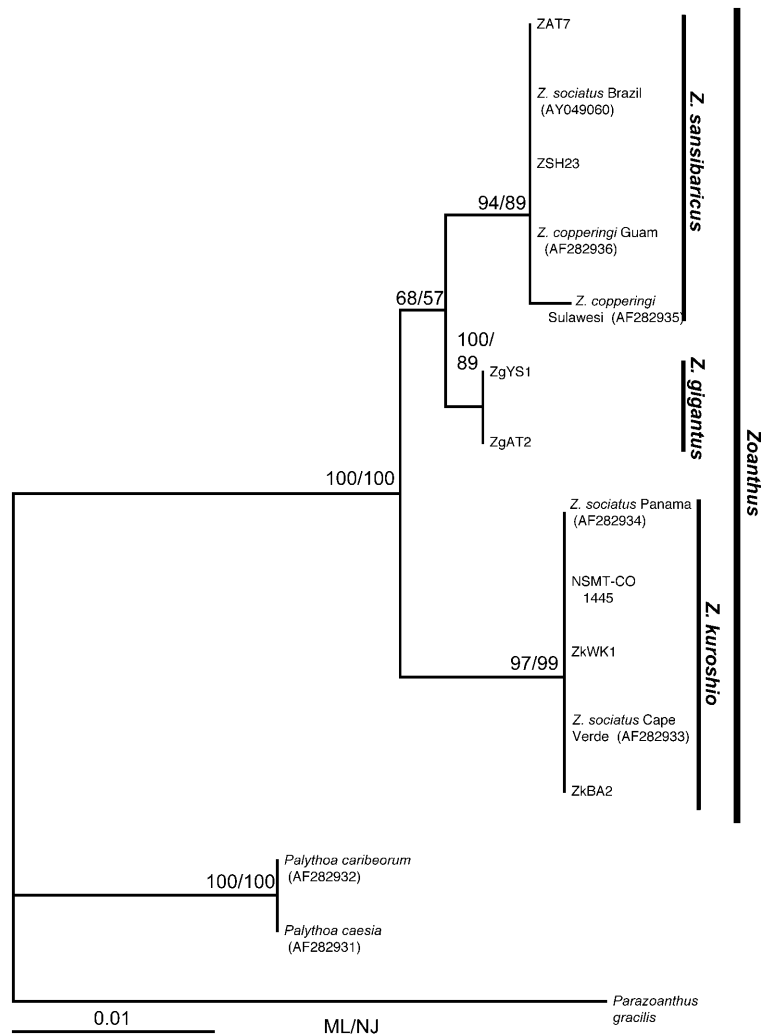 ZAT7
Z. sociatus Brazil
(AY049060)
ZSH23
94/89
Z. copperingi Guam
(AF282936)
68/57
Z. copperingi
Sulawesi (AF282935)
Z. sansibaricus
100/
89
ZgYS1
ZgAT2
Z. gigantus
Zoanthus
100/100
Z. sociatus Panama
(AF282934)
NSMT-CO
1445
ZkWK1
97/99
Z. sociatus Cape
Verde (AF282933)
ZkBA2
Z. kuroshio
Palythoa caribeorum
(AF282932)
100/100
Palythoa caesia
(AF282931)
Parazoanthus
gracilis
0.01
ML/NJ